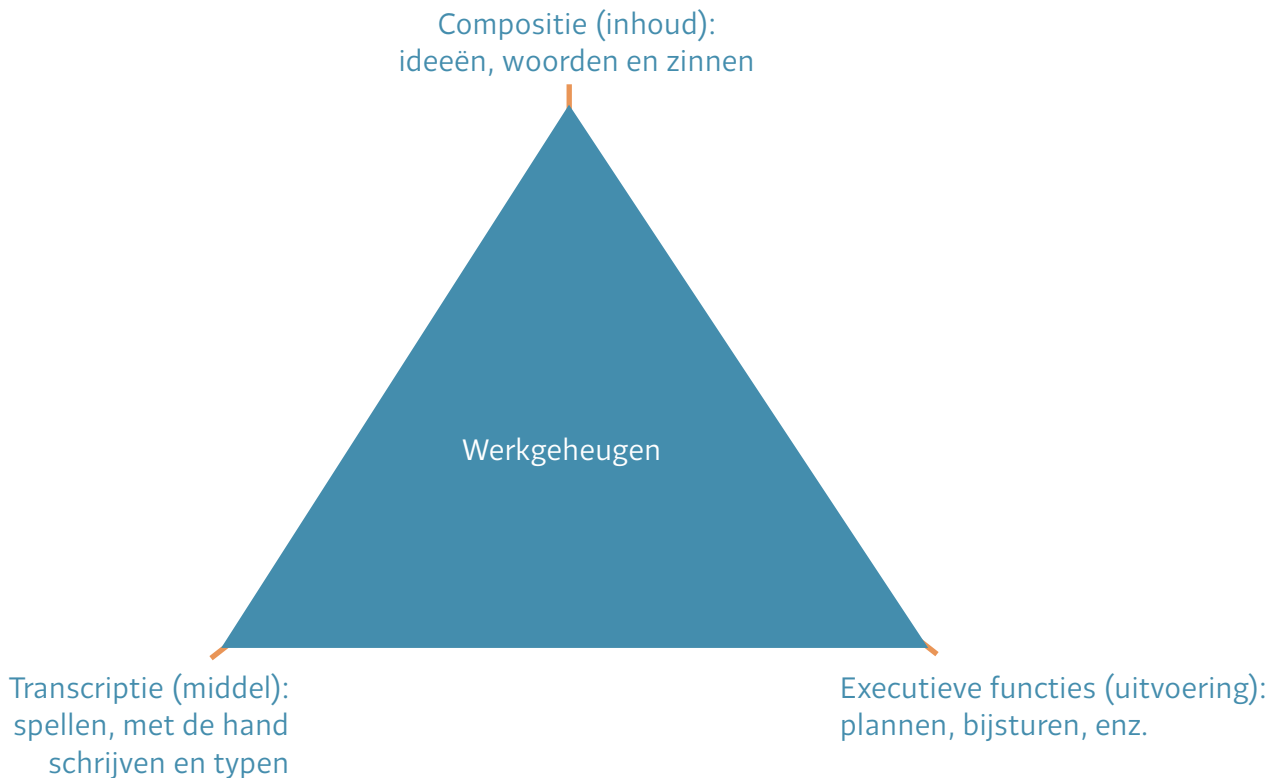 Compositie (inhoud):
ideeën, woorden en zinnen
Werkgeheugen
Transcriptie (middel):
spellen, met de hand
schrijven en typen
Executieve functies (uitvoering):
plannen, bijsturen, enz.